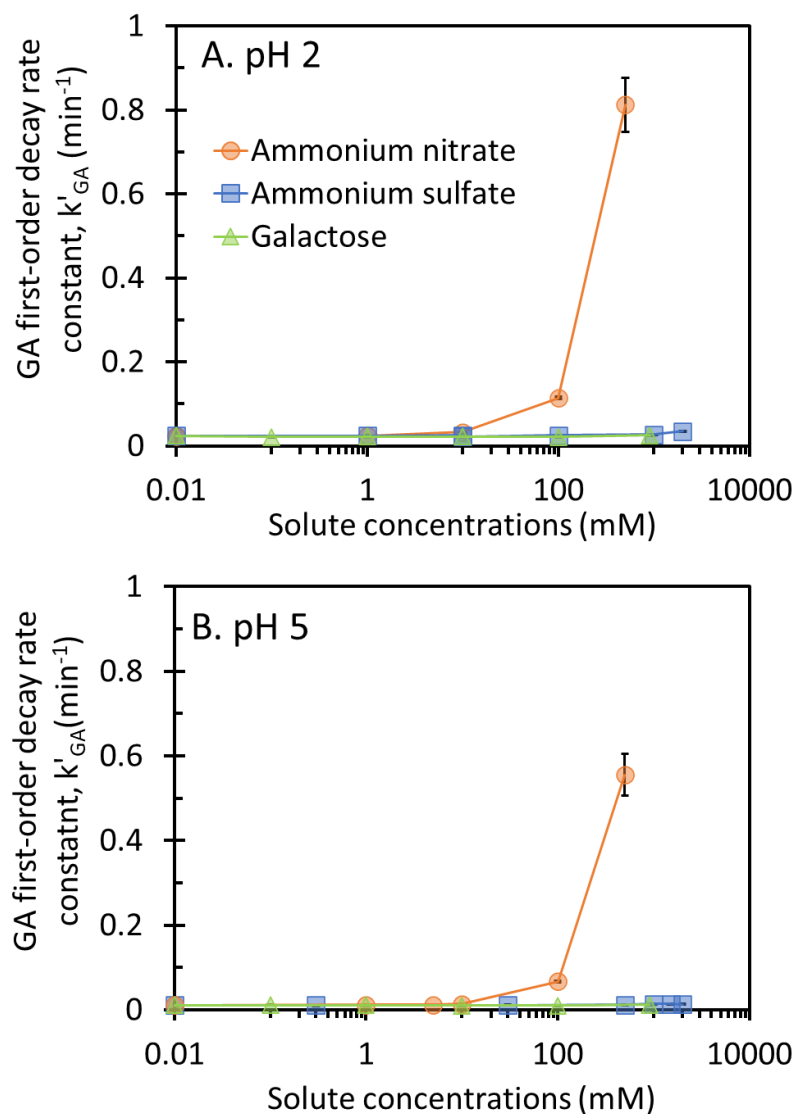 A. pH 2
GA first-order decay rate
constant, k'GA (min-1)
1
0.8
0.6
0.4
0.2
0
Ammonium nitrate
Ammonium sulfate
Galactose
0.01
1
100
10000
Solute concentrations (mM)
B. pH 5
GA first-order decay rate
constatnt, k'GA(min-1)
1
0.8
0.6
0.4
0.2
0
0.01
1
100
10000
Solute concentrations (mM)